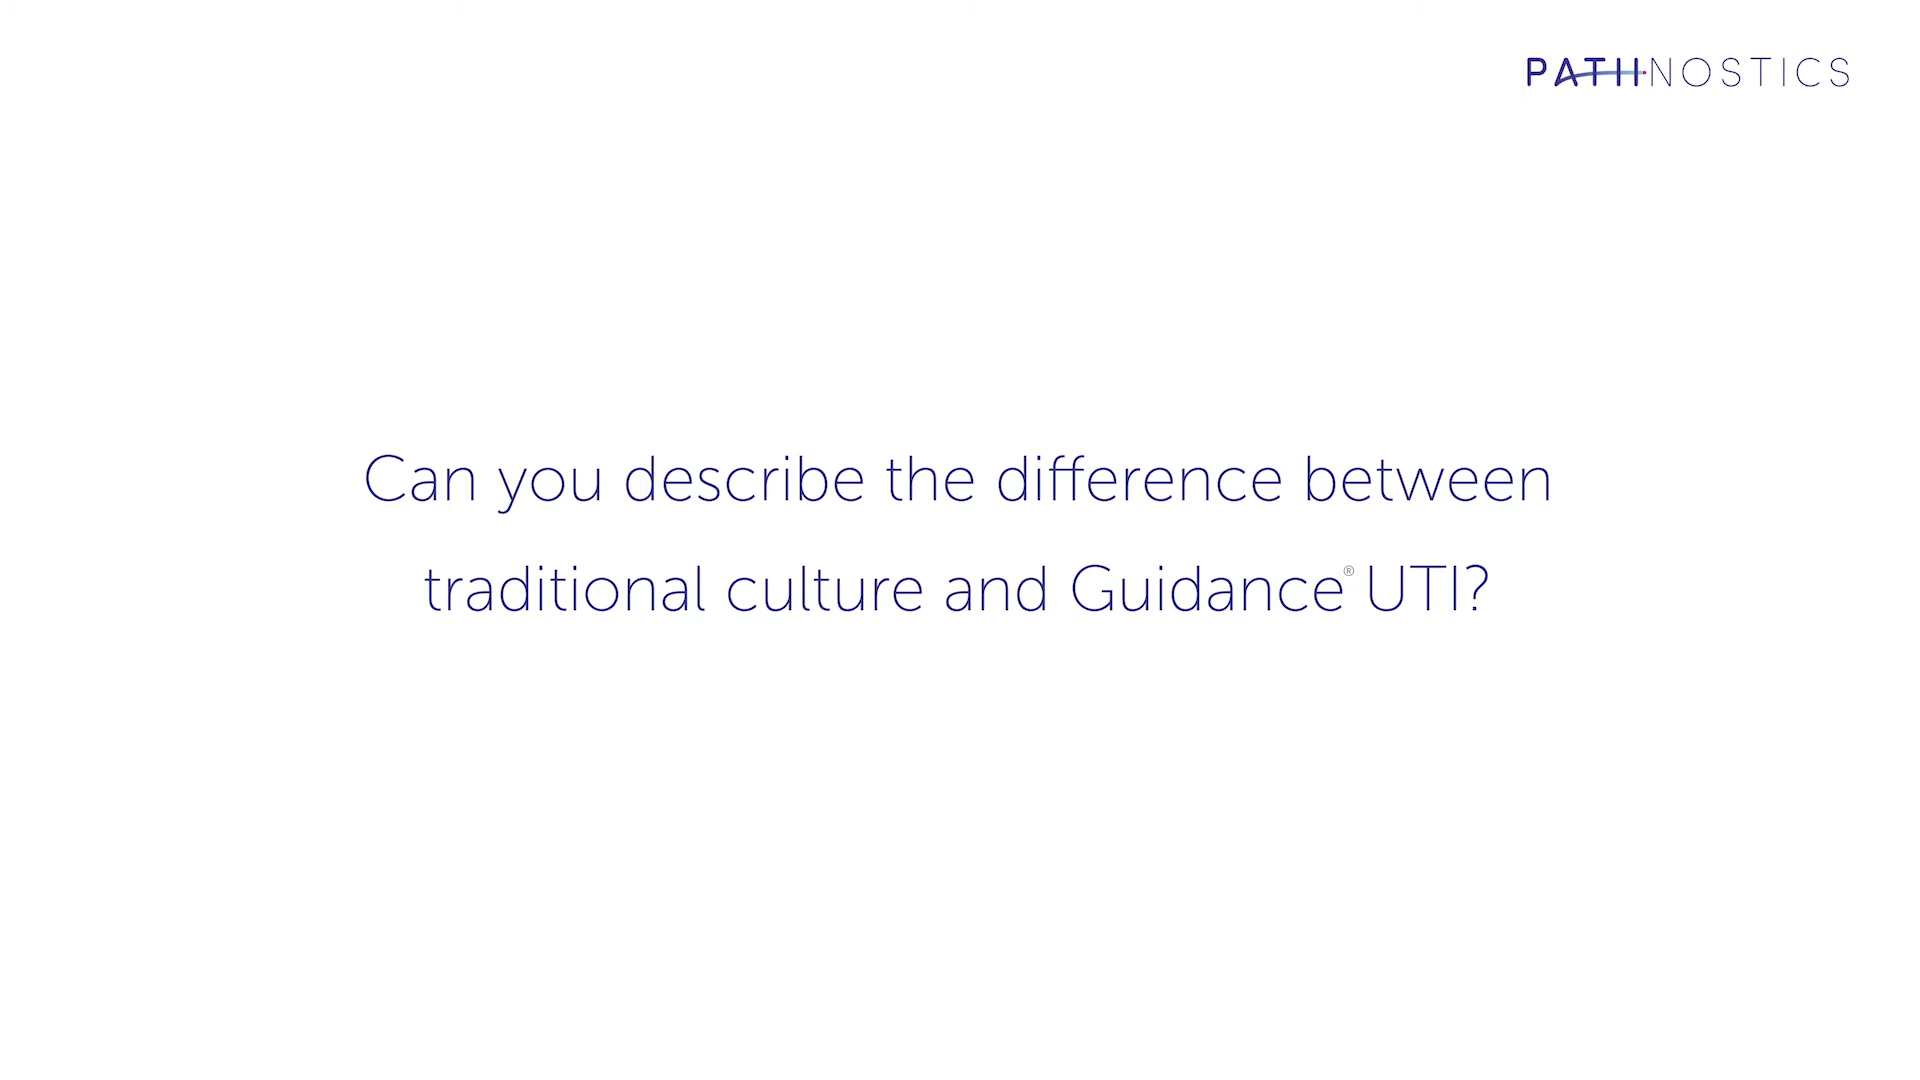 PATHNOSTICS
Can you describe the difference between
traditional culture and Guidance® UTI?